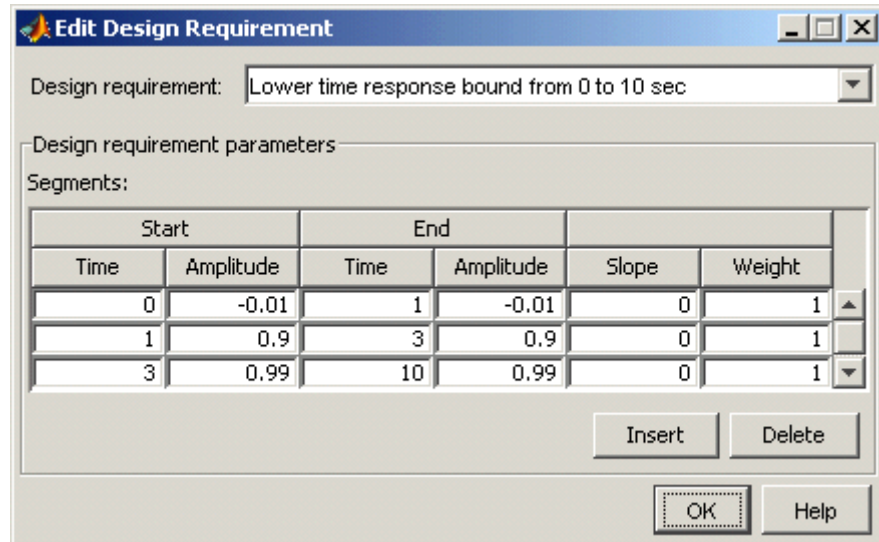 Edit Design Requirement
Design requirement: Lower time response bound from 0 to 10 sec
Design requirement parameters
Segments:
Start End
Time Amplitude Time Amplitude Slope Weight
0 -0.01 1 -0.01 0 1
1 0.9 3 0.9 0 1
3 0.99 10 0.99 0 1
Insert Delete
OK Help